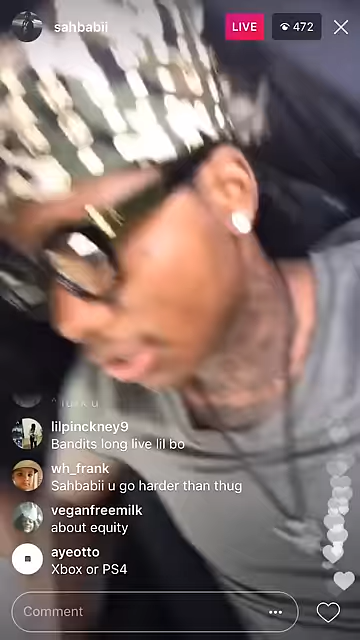 sahbabii
LIVE
472
lilpinckney9
Bandits long live lil bo
wh_frank
Sahbabii u go harder than thug
veganfreemilk
about equity
ayeotto
Xbox or PS4
Comment